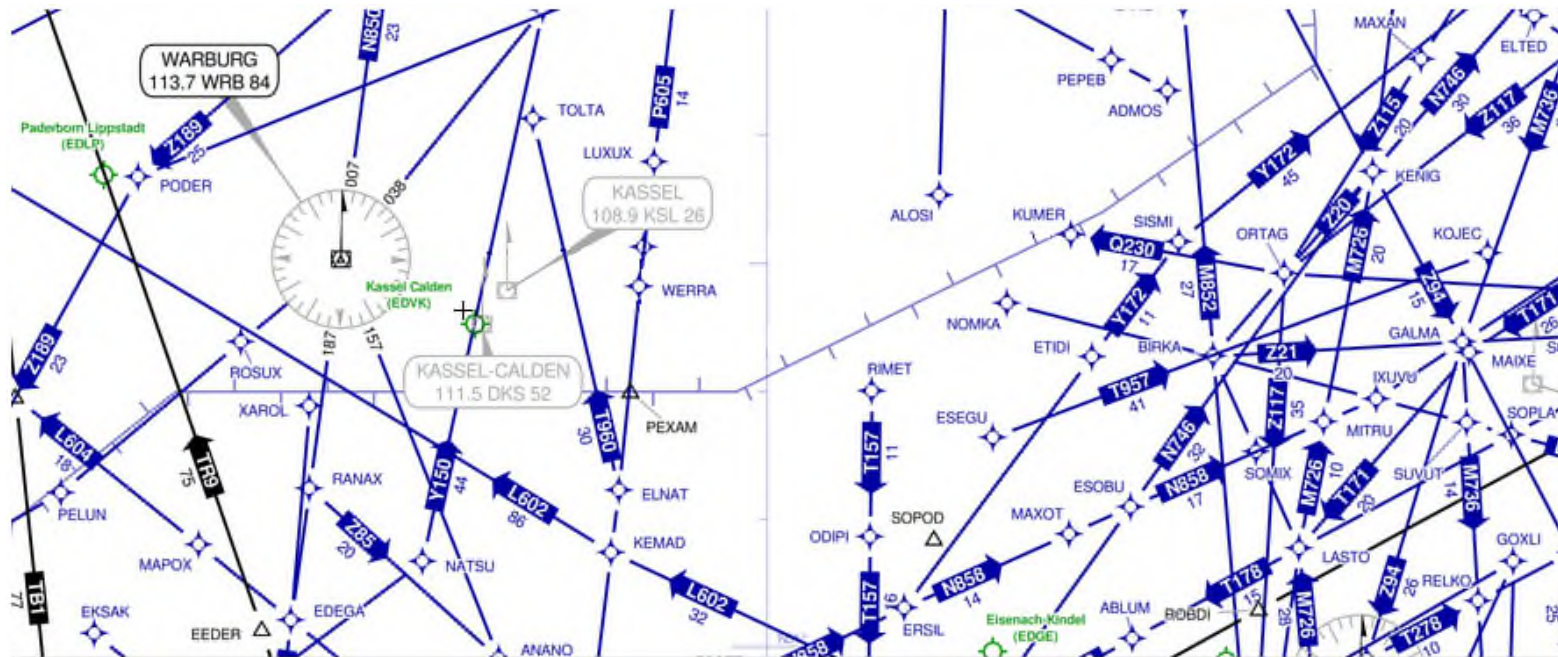 WARBURG
113.7 WRB 84
Paderborn Lippstadt
(EDLP)
Z189
25
PODER
N850
23
007
038
TOLTA
P605
14
LUXUX
KASSEL
108.9 KSL 26
WERRA
Kassel Calden
(EDVK)
KASSEL-CALDEN
111.5 DKS 52
187
157
Z189
23
ROSUX
XAROL
PEXAM
L604
18
TR9
75
PELUN
RANAX
Z85
20
Y150
44
L602
86
T960
30
ELNAT
MAPOX
NATSU
KEMAD
TB1
77
EKSAK
EEDER
EDEGA
ANANO
L602
32
PEPEB
ADMOS
ALOSI
KUMER
SISMI
Q230
17
Y172
45
Y172
11
M852
27
NOMKA
ETIDI
BIRKA
ORTAG
MAXAN
ELTED
Z115
20
N746
30
Z117
36
M736
KENIG
Z20
M726
20
KOJEC
Z94
15
T171
26
GALMA
MAIXE
Z21
20
RIMET
T157
11
ESEGU
T957
41
IXUVU
Z117
35
MITRU
SOPLA
SUVUT
N746
32
SOMIX
M726
10
T171
20
M736
14
ESOBU
N858
17
MAXOT
ODIPI
SOPOD
LASTO
GOXLI
T157
16
N858
14
ERSIL
T178
15
BOBDI
Z94
26
RELKO
ABLUM
Eisenach-Kindel
(EDGE)
M726
28
T278
10
25
N858